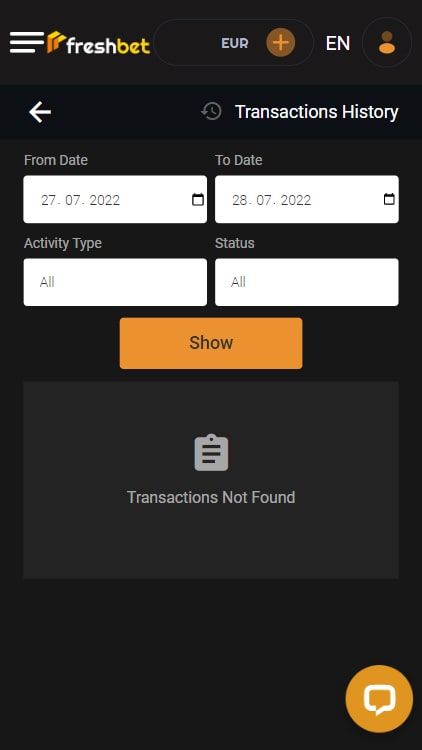 freshbet EUR EN
Transactions History
From Date To Date
27. 07. 2022 28. 07. 2022
Activity Type Status
All All
Show
Transactions Not Found